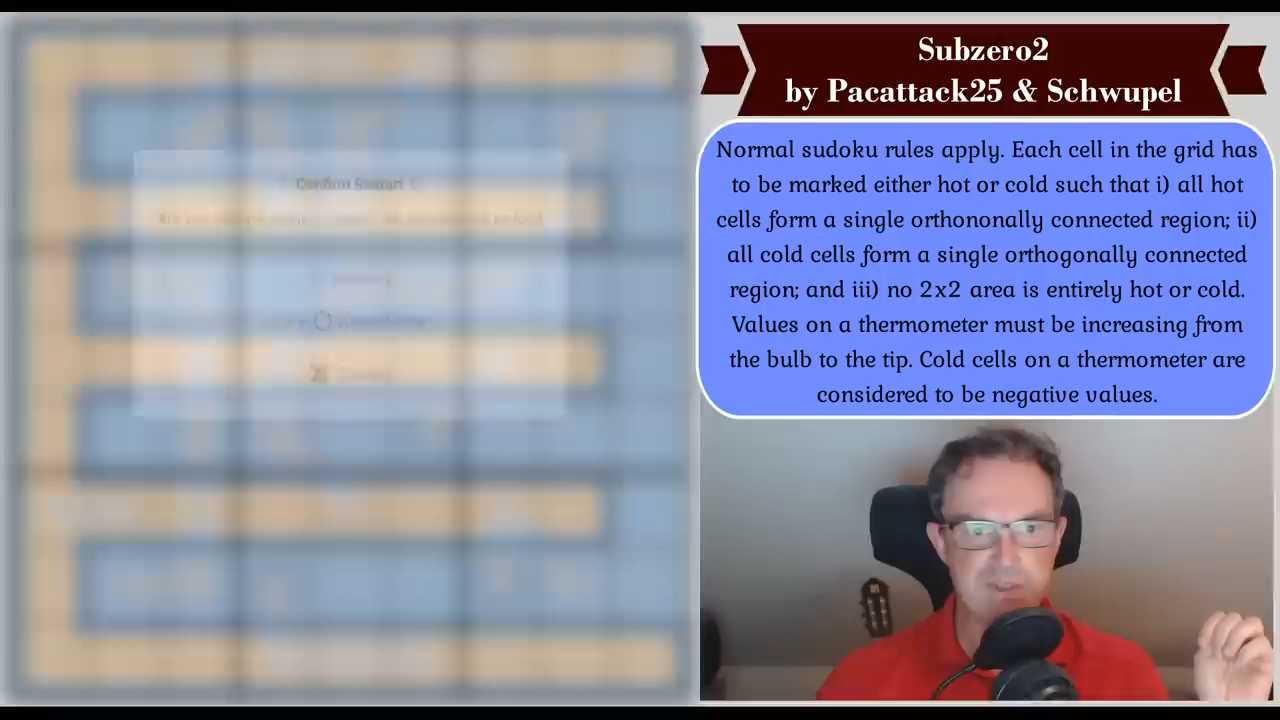 Subzero2
by Pacattack25 & Schwupel
Normal sudoku rules apply. Each cell in the grid has
to be marked either hot or cold such that i) all hot
cells form a single orthononally connected region; ii)
all cold cells form a single orthogonally connected
region; and iii) no 2x2 area is entirely hot or cold.
Values on a thermometer must be increasing from
the bulb to the tip. Cold cells on a thermometer are
considered to be negative values.
Confirm Restart